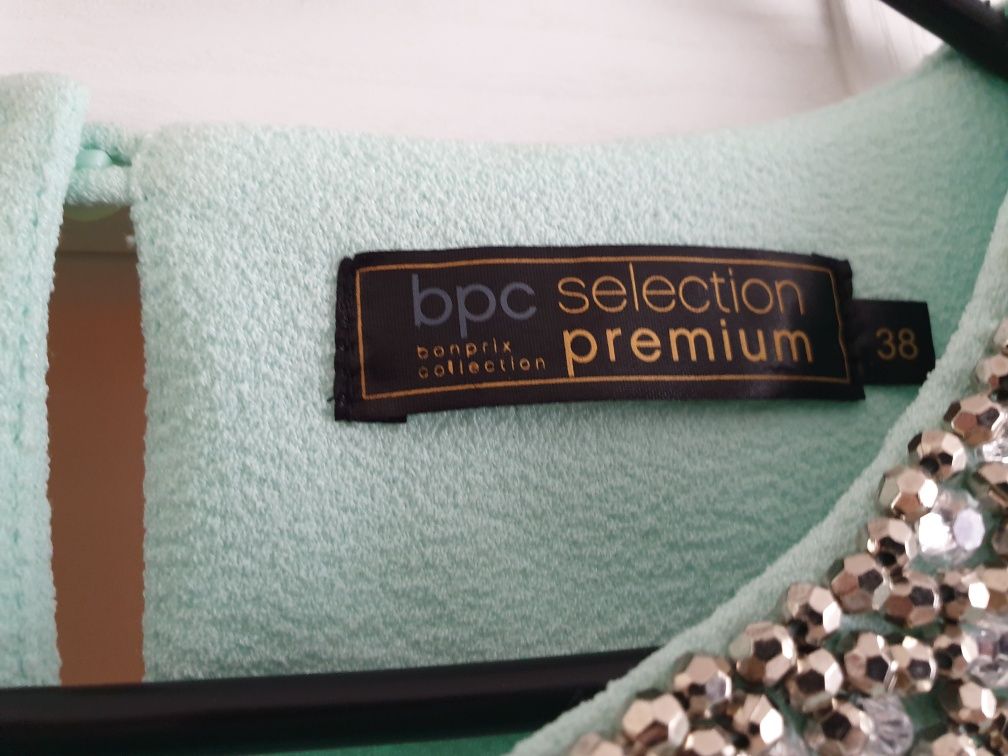 bpc selection
bonprix premium
collection
38